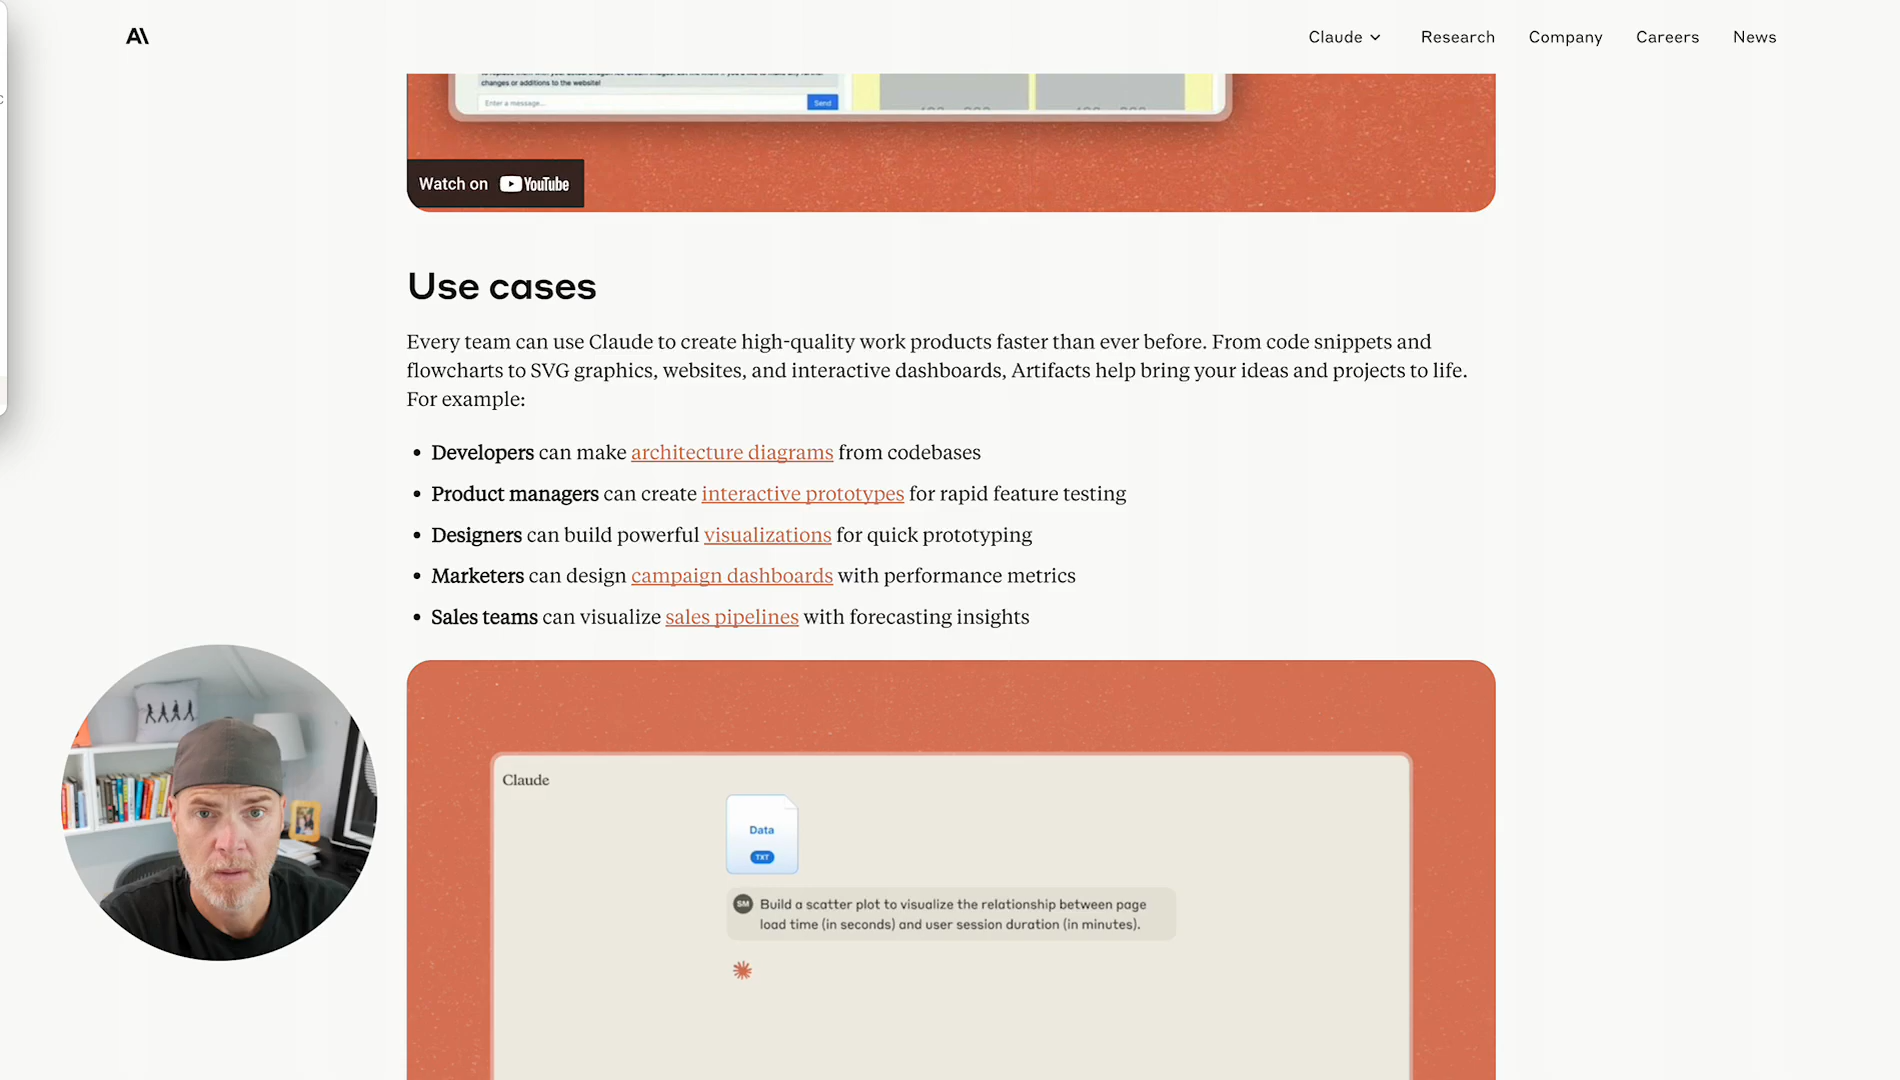 A\
Claude
Research
Company
Careers
News
changes or additions to the website!
Enter a message...
Send
Watch on YouTube
Use cases
Every team can use Claude to create high-quality work products faster than ever before. From code snippets and
flowcharts to SVG graphics, websites, and interactive dashboards, Artifacts help bring your ideas and projects to life.
For example:
• Developers can make architecture diagrams from codebases
• Product managers can create interactive prototypes for rapid feature testing
• Designers can build powerful visualizations for quick prototyping
• Marketers can design campaign dashboards with performance metrics
• Sales teams can visualize sales pipelines with forecasting insights
Claude
Data
TXT
SM
Build a scatter plot to visualize the relationship between page
load time (in seconds) and user session duration (in minutes).